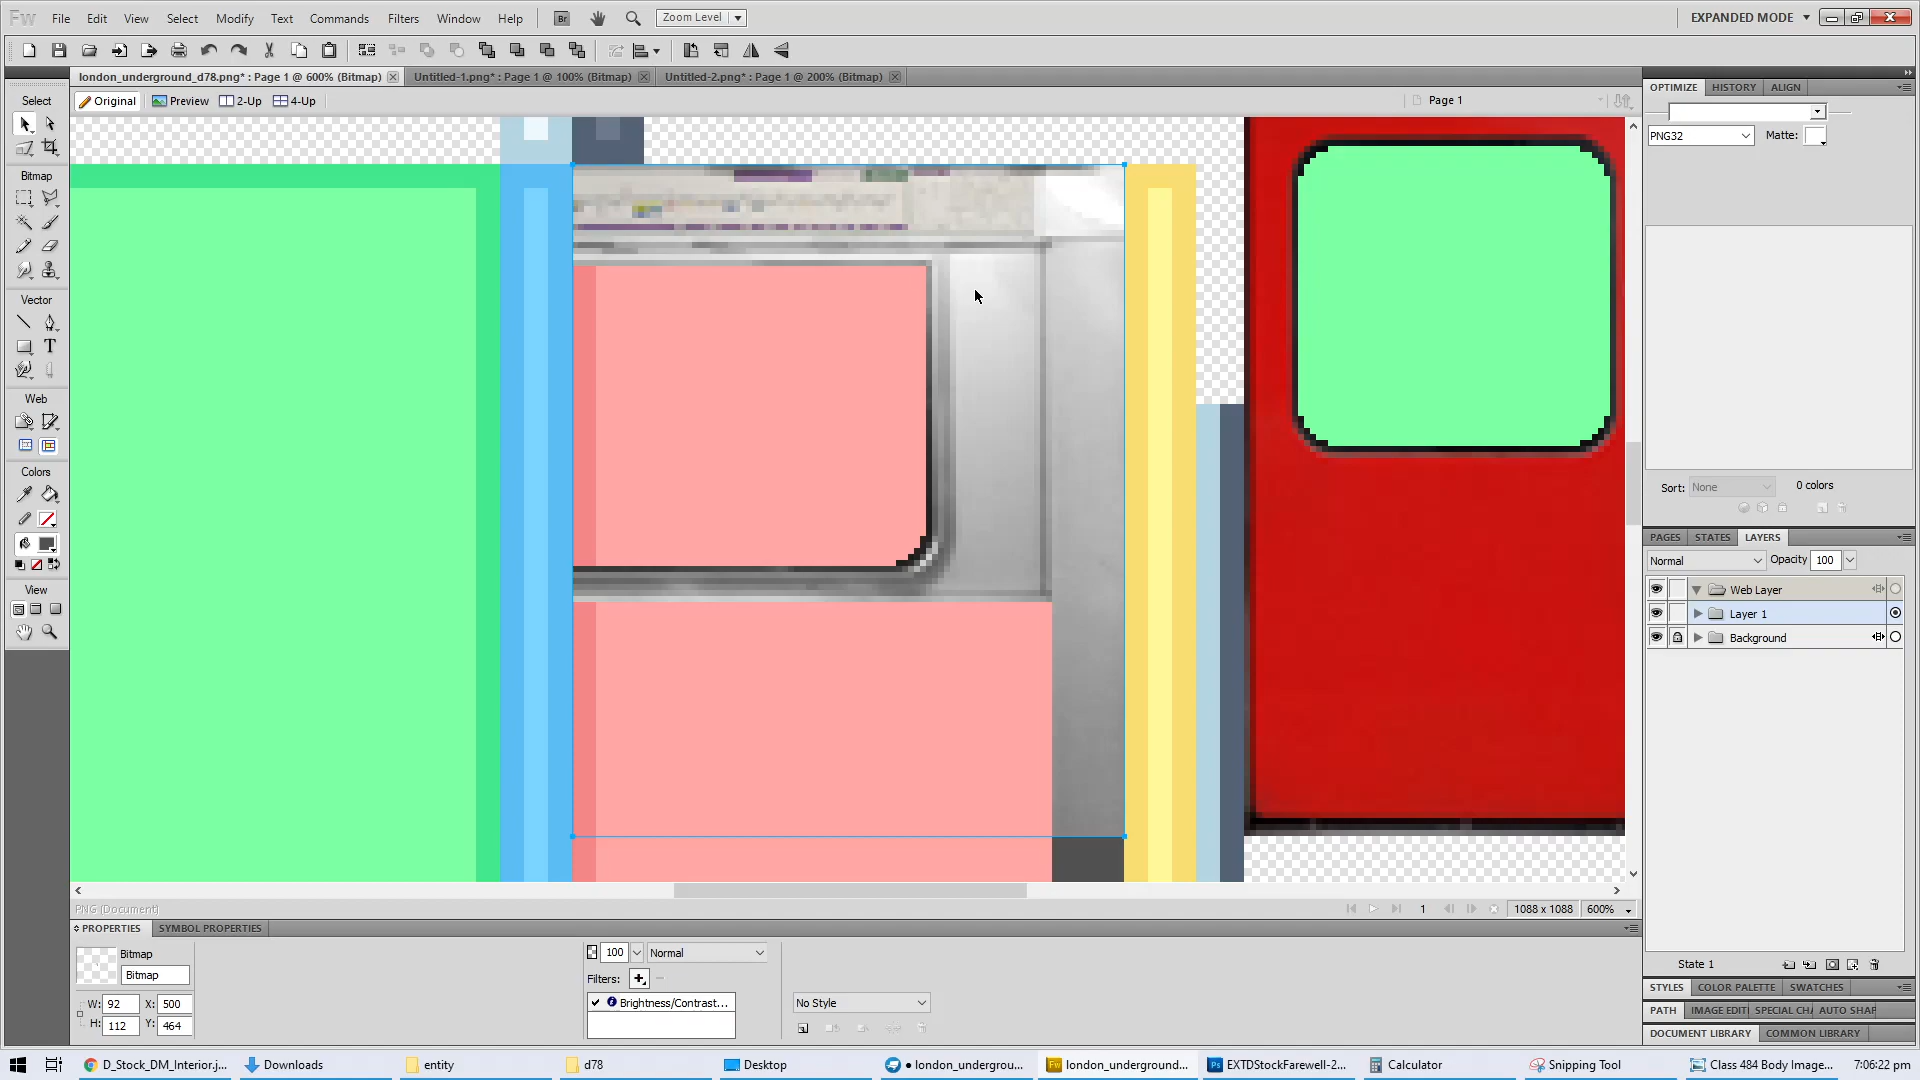 Fw File Edit View Select Modify Text Commands Filters Window Help Br Zoom Level EXPANDED MODE
london_underground_d78.png* : Page 1 @ 600% (Bitmap) Untitled-1.png* : Page 1 @ 100% (Bitmap) Untitled-2.png* : Page 1 @ 200% (Bitmap)
Original Preview 2-Up 4-Up Page 1
Select
Bitmap
Vector
Web
Colors
View
OPTIMIZE HISTORY ALIGN
PNG32 Matte:
Sort: None 0 colors
PAGES STATES LAYERS
Normal Opacity 100
Web Layer
Layer 1
Background
State 1
STYLES COLOR PALETTE SWATCHES
PATH IMAGE EDITI SPECIAL CHA AUTO SHAP
DOCUMENT LIBRARY COMMON LIBRARY
PNG (Document) 1 1088 x 1088 600%
PROPERTIES SYMBOL PROPERTIES
Bitmap
Bitmap
W: 92 X: 500
H: 112 Y: 464
100 Normal
Filters:
Brightness/Contrast...
No Style
D_Stock_DM_Interior.j... Downloads entity d78 Desktop • london_undergrou... Fw london_underground... Ps EXTDStockFarewell-2... Calculator Snipping Tool Class 484 Body Image... 7:06:22 pm